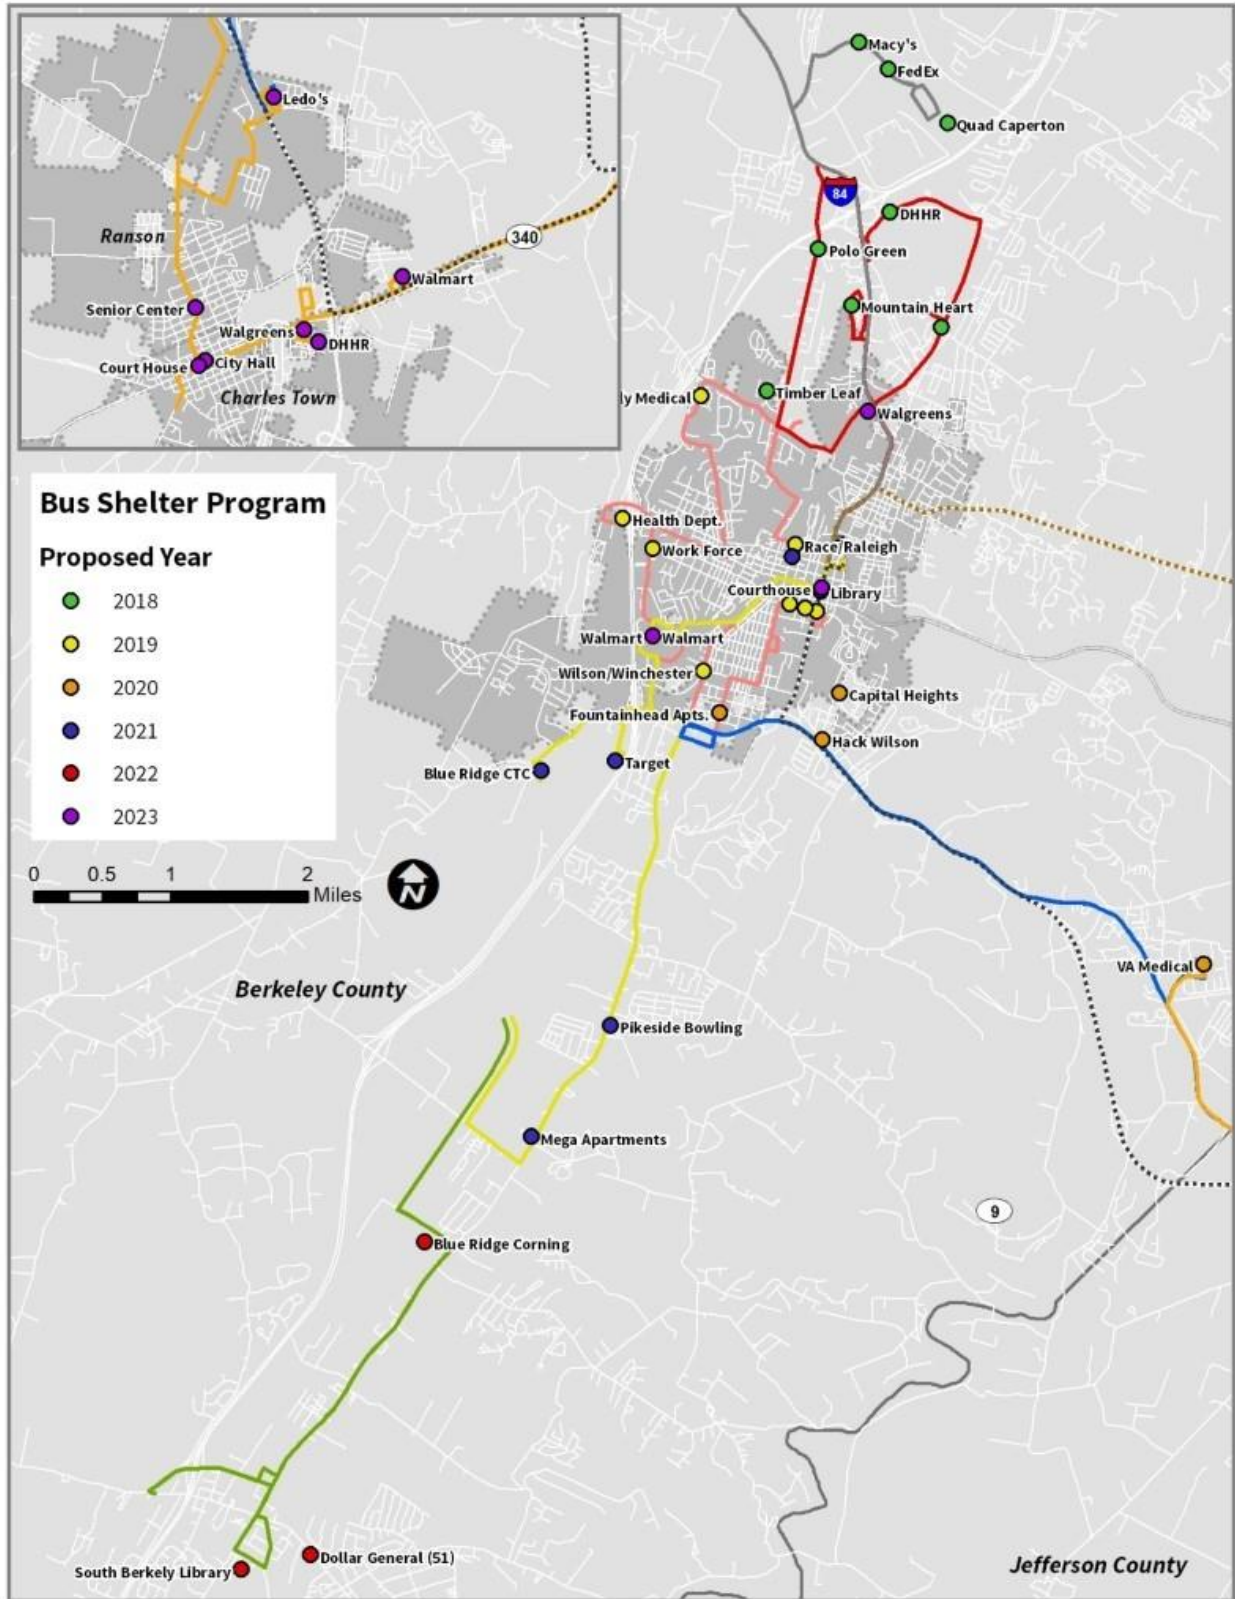 Macy's
FedEx
Quad Caperton
84
DHHR
Polo Green
Mountain Heart
Timber Leaf
Walgreens
ly Medical
Health Dept.
Work Force
Race/Raleigh
Courthouse
Library
Walmart
Walmart
Wilson/Winchester
Capital Heights
Fountainhead Apts.
Hack Wilson
Target
Blue Ridge CTC
VA Medical
Pikeside Bowling
Mega Apartments
9
Blue Ridge Corning
Dollar General (51)
South Berkely Library
Berkeley County
Jefferson County
Ledo's
Ranson
340
Walmart
Senior Center
Walgreens
DHHR
City Hall
Court House
Charles Town
Bus Shelter Program
Proposed Year
2018
2019
2020
2021
2022
2023
0 0.5 1 2
Miles
N